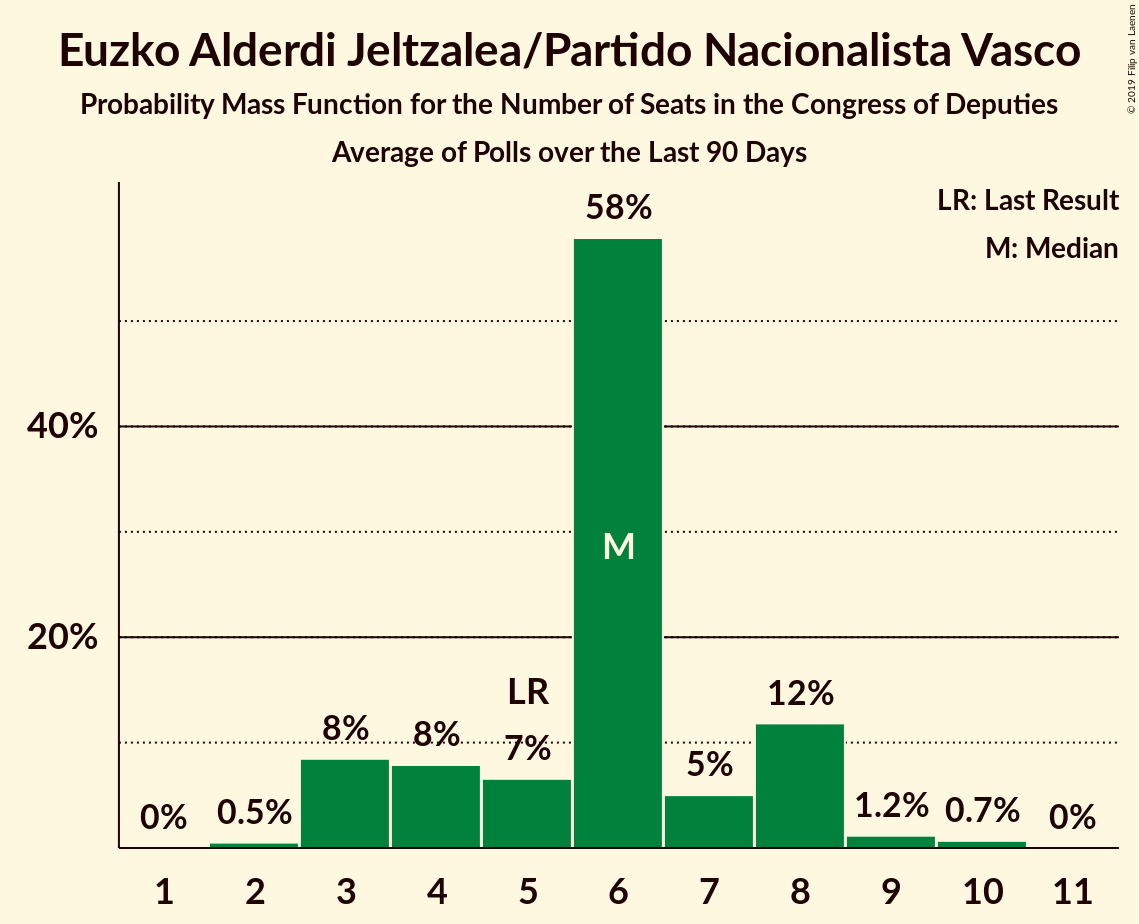 Euzko Alderdi Jeltzalea/Partido Nacionalista Vasco
Probability Mass Function for the Number of Seats in the Congress of Deputies
Average of Polls over the Last 90 Days
© 2019 Filip van Laenen
LR: Last Result
M: Median
58%
40%
M
20%
LR
0%
0.5%
8%
8%
7%
5%
12%
1.2%
0.7%
0%
1 2 3 4 5 6 7 8 9 10 11